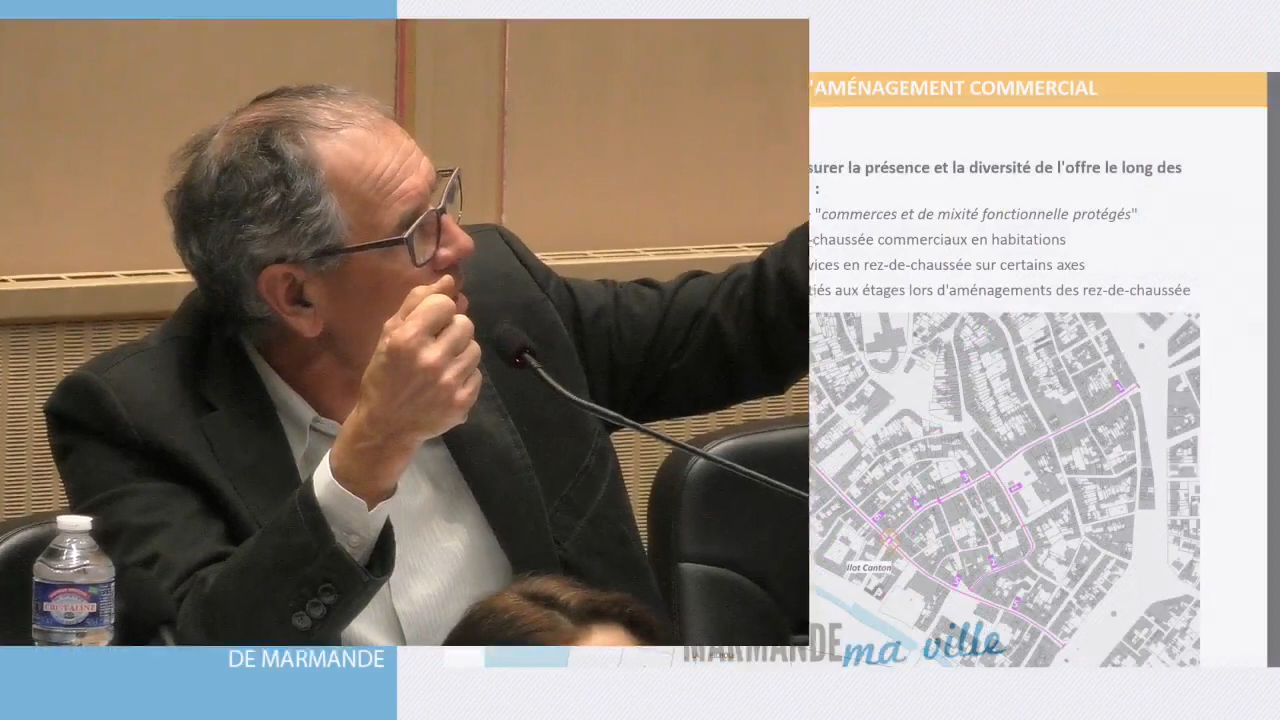 'AMÉNAGEMENT COMMERCIAL
surer la présence et la diversité de l'offre le long des
:
"commerces et de mixité fonctionnelle protégés"
-chaussée commerciaux en habitations
vices en rez-de-chaussée sur certains axes
tiés aux étages lors d'aménagements des rez-de-chaussée
Ilot Canton
CRISTALINE
DE MARMANDE
MARMANDE ma ville